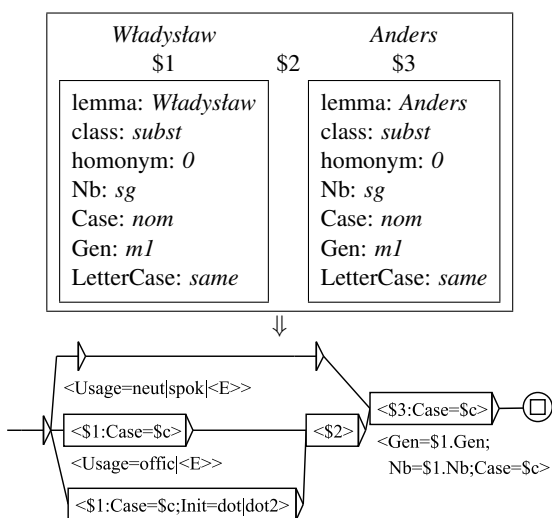 Władysław Anders
$1 $2 $3
lemma: Władysław lemma: Anders
class: subst class: subst
homonym: 0 homonym: 0
Nb: sg Nb: sg
Case: nom Case: nom
Gen: m1 Gen: m1
LetterCase: same LetterCase: same
⇓
<Usage=neut|spok|<E>>
<$1:Case=$c> <$2> <$3:Case=$c>
<Usage=offic|<E>> <Gen=$1.Gen;
Nb=$1.Nb;Case=$c>
<$1:Case=$c;Init=dot|dot2>